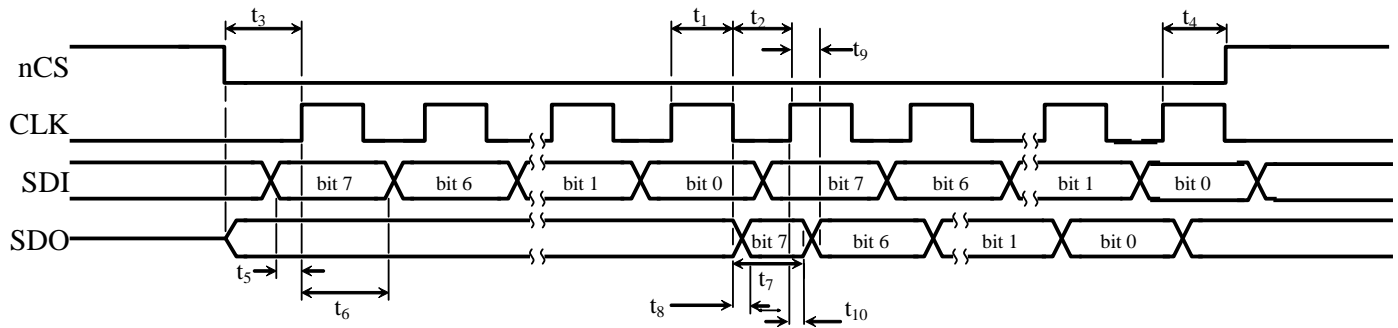 t3 t1 t2 t4
nCS t9
CLK
SDI bit 7 bit 6 bit 1 bit 0 bit 7 bit 6 bit 1 bit 0
SDO bit 7 bit 6 bit 1 bit 0
t5 t7
t6 t8 t10